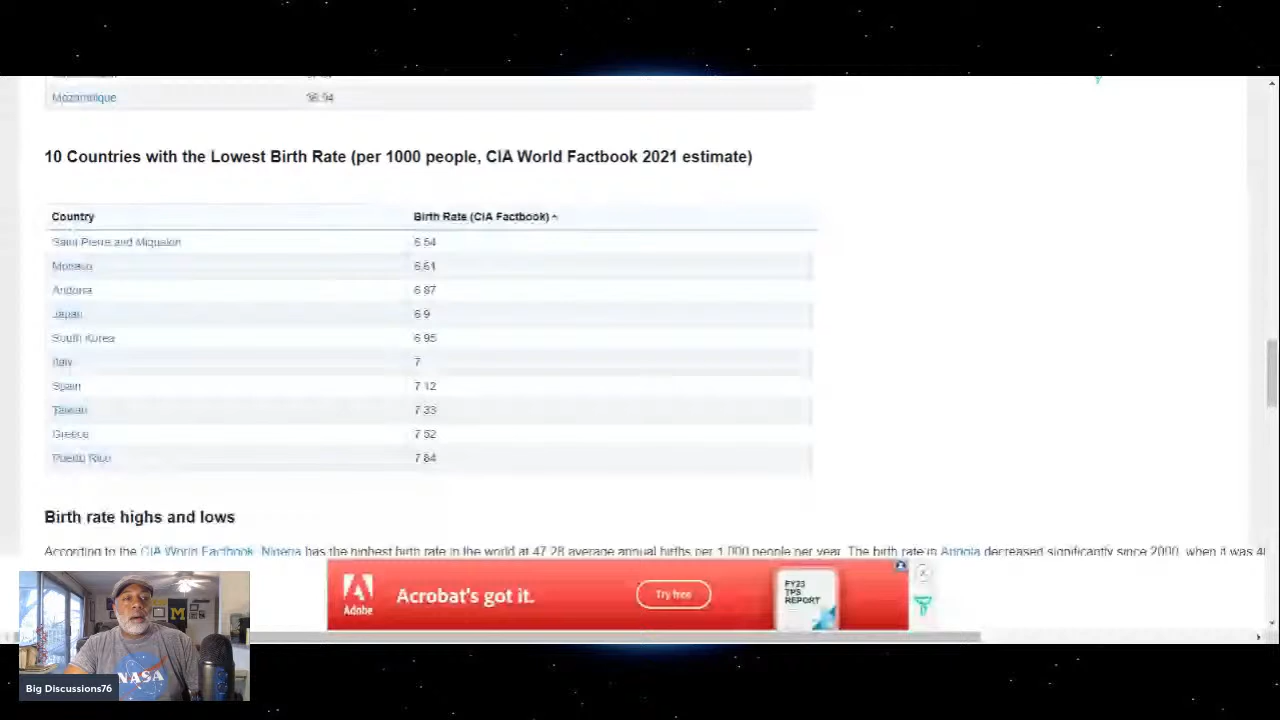 Mozambique
10 Countries with the Lowest Birth Rate (per 1000 people, CIA World Factbook 2021 estimate)
Country Birth Rate (CIA Factbook)
Saint Pierre and Miquelon 6.54
Monaco 6.61
Andorra 6.87
Japan 6.9
South Korea 6.95
Italy 7
Spain 7.12
Taiwan 7.33
Greece 7.52
Puerto Rico 7.84
Birth rate highs and lows
According to the CIA World Factbook, has the highest birth rate in the world at 47.28 average annual births per 1,000 people per year. The birth rate in Angola decreased significantly since 2000, when it was
Adobe
Acrobat's got it.
Try free
FY23
TPS
REPORT
M
NASA
Big Discussions76